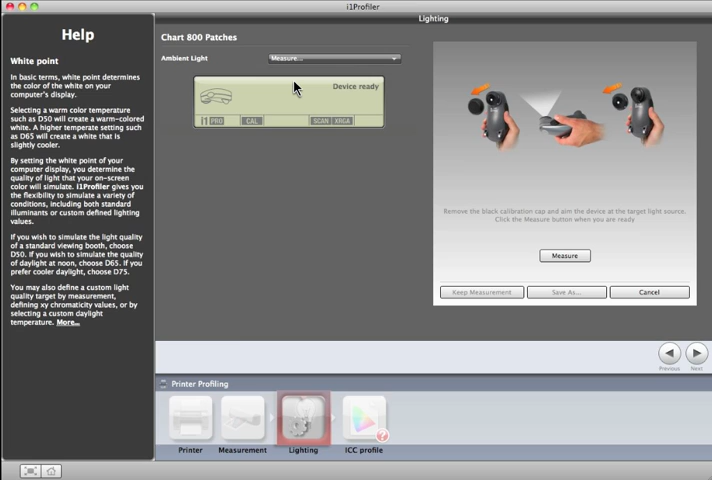 i1Profiler
Lighting
Help
White point
In basic terms, white point determines
the color of the white on your
computer's display.
Selecting a warm color temperature
such as D50 will create a warm-colored
white. A higher temperate setting such
as D65 will create a white that is
slightly cooler.
By setting the white point of your
computer display, you determine the
quality of light that your on-screen
color will simulate. i1Profiler gives you
the flexibility to simulate a variety of
conditions, including both standard
illuminants or custom defined lighting
values.
If you wish to simulate the light quality
of a standard viewing booth, choose
D50. If you wish to simulate the quality
of daylight at noon, choose D65. If you
prefer cooler daylight, choose D75.
You may also define a custom light
quality target by measurement,
defining xy chromaticity values, or by
selecting a custom daylight
temperature. More...
Chart 800 Patches
Ambient Light Measure...
Device ready
i1 PRO CAL SCAN XRGA
Remove the black calibration cap and aim the device at the target light source.
Click the Measure button when you are ready
Measure
Keep Measurement Save As... Cancel
Previous Next
Printer Profiling
?
Printer Measurement Lighting ICC profile